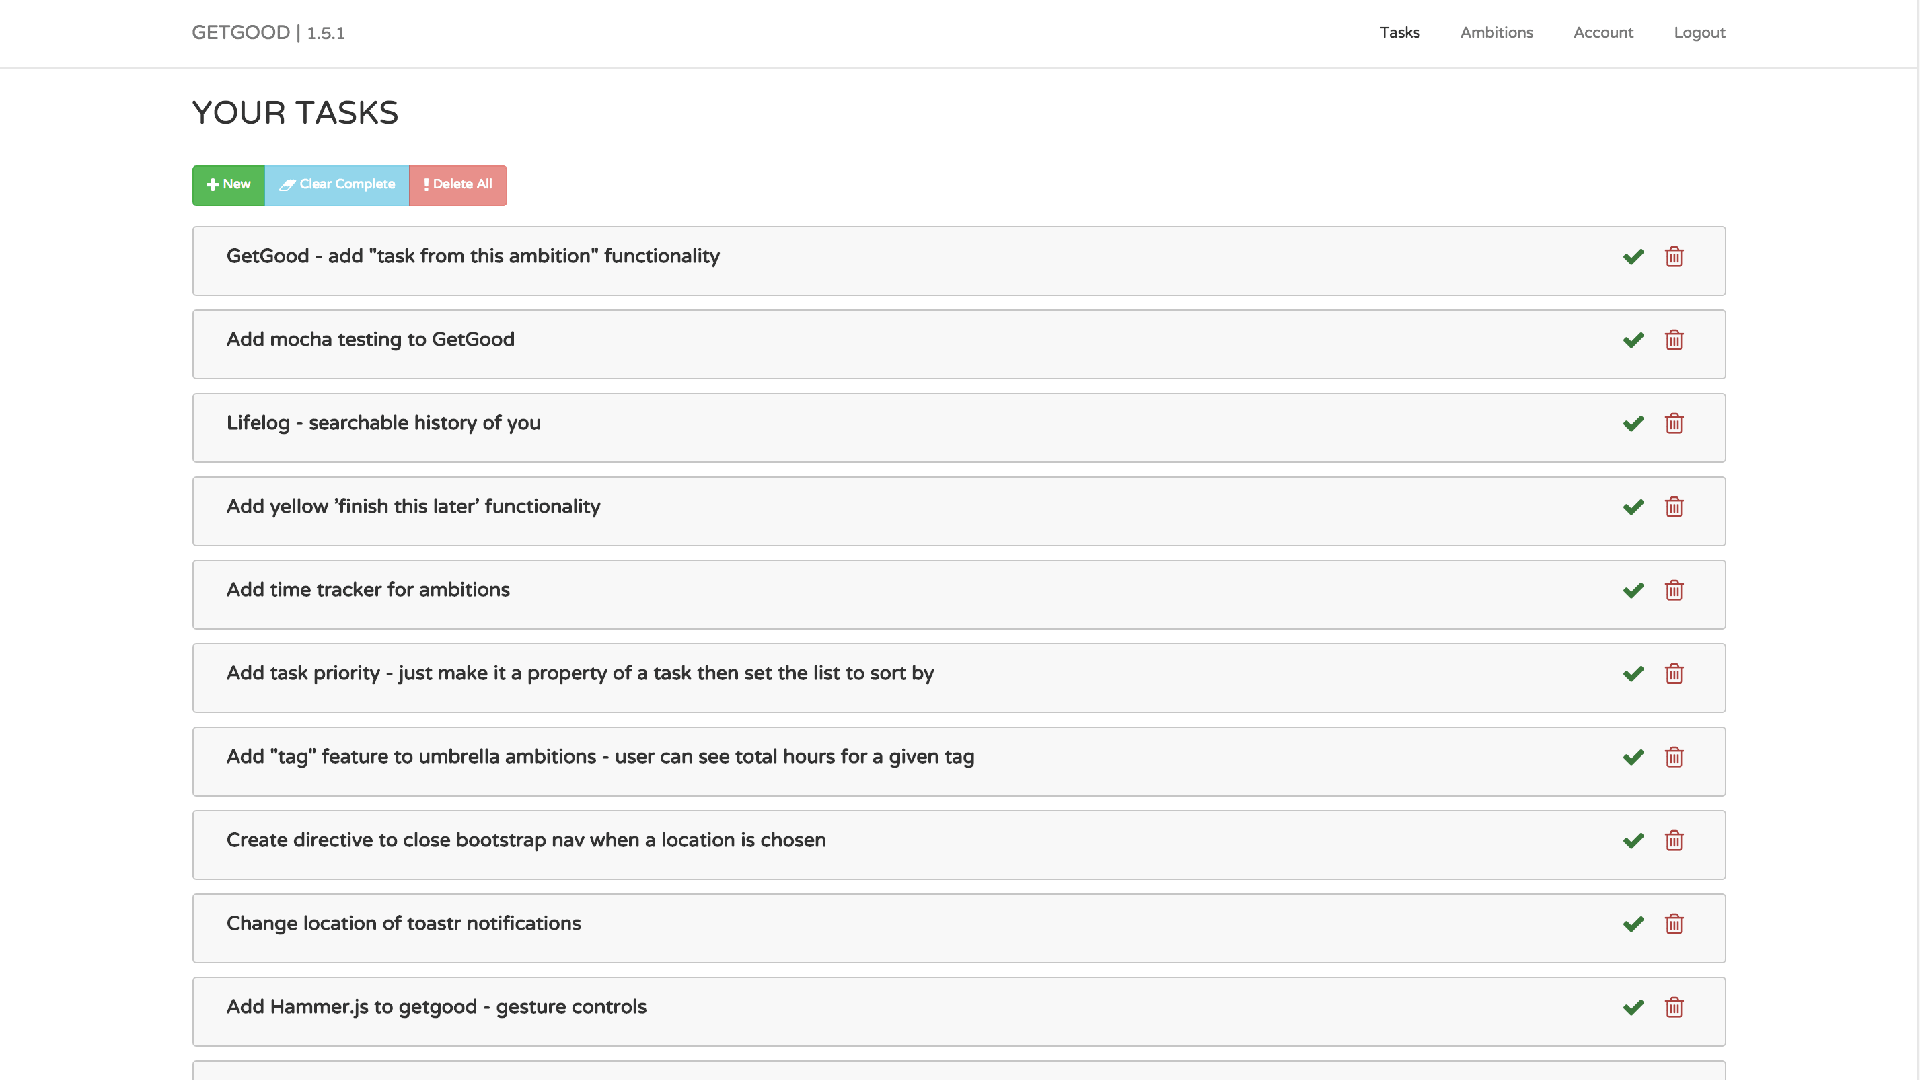 GETGOOD | 1.5.1
Tasks Ambitions Account Logout
YOUR TASKS
New Clear Complete Delete All
GetGood - add "task from this ambition" functionality
Add mocha testing to GetGood
Lifelog - searchable history of you
Add yellow 'finish this later' functionality
Add time tracker for ambitions
Add task priority - just make it a property of a task then set the list to sort by
Add "tag" feature to umbrella ambitions - user can see total hours for a given tag
Create directive to close bootstrap nav when a location is chosen
Change location of toastr notifications
Add Hammer.js to getgood - gesture controls